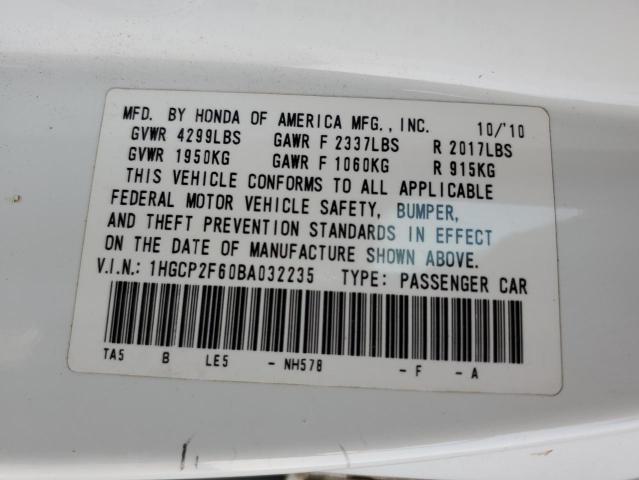 MFD. BY HONDA OF AMERICA MFG., INC. 10/'10
GVWR 4299LBS GAWR F 2337LBS R 2017LBS
GVWR 1950KG GAWR F 1060KG R 915KG
THIS VEHICLE CONFORMS TO ALL APPLICABLE
FEDERAL MOTOR VEHICLE SAFETY, BUMPER,
AND THEFT PREVENTION STANDARDS IN EFFECT
ON THE DATE OF MANUFACTURE SHOWN ABOVE.
V.I.N.: 1HGCP2F60BA032235 TYPE: PASSENGER CAR
TA5 B LE5 - NH578 - F - A